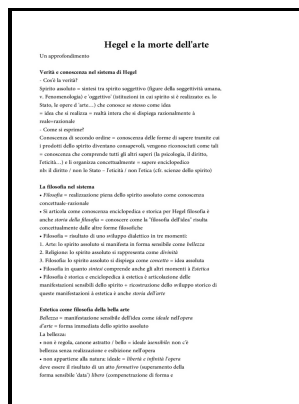 Hegel e la morte dell'arte
Un approfondimento
Verità e conoscenza nel sistema di Hegel
- Cos'è la verità?
Spirito assoluto = sintesi tra spirito soggettivo (figure della soggettività umana,
v. Fenomenologia) e 'oggettivo' (istituzioni in cui spirito si è realizzato: es. lo
Stato, le opere d 'arte…) che conosce se stesso come idea
= idea che si realizza = realtà intera che si dispiega razionalmente à
reale=razionale
- Come si esprime?
Conoscenza di secondo ordine = conoscenza delle forme di sapere tramite cui
i prodotti dello spirito diventano consapevoli, vengono riconosciuti come tali
= conoscenza che comprende tutti gli altri saperi (la psicologia, il diritto,
l'eticità…) e li organizza concettualmente = sapere enciclopedico
nb: il diritto / non lo Stato – l'eticità / non l'etica (cfr. scienze dello spirito)
La filosofia nel sistema
• Filosofia = realizzazione piena dello spirito assoluto come conoscenza
concettuale-razionale
• Si articola come conoscenza enciclopedica e storica per Hegel filosofia è
anche storia della filosofia = conoscere come la "filosofia dell'idea" risulta
concettualmente dalle altre forme filosofiche
• Filosofia = risultato di uno sviluppo dialettico in tre momenti:
1. Arte: lo spirito assoluto si manifesta in forma sensibile come bellezza
2. Religione: lo spirito assoluto si rappresenta come divinità
3. Filosofia: lo spirito assoluto si dispiega come concetto = idea assoluta
• Filosofia in quanto sintesi comprende anche gli altri momenti à Estetica
• Filosofia è storica e enciclopedica à estetica è articolazione delle
manifestazioni sensibili dello spirito + ricostruzione dello sviluppo storico di
queste manifestazioni à estetica è anche storia dell'arte
Estetica come filosofia della bella arte
Bellezza = manifestazione sensibile dell'idea come ideale nell'opera
d'arte = forma immediata dello spirito assoluto
La bellezza:
• non è regola, canone astratto / bello = ideale incensibile: non c'è
bellezza senza realizzazione e esibizione nell'opera
• non appartiene alla natura: ideale = libertà e infinità l'opera
deve essere il risultato di un atto formativo (superamento della
forma sensibile 'data') libero (compenetrazione di forma e